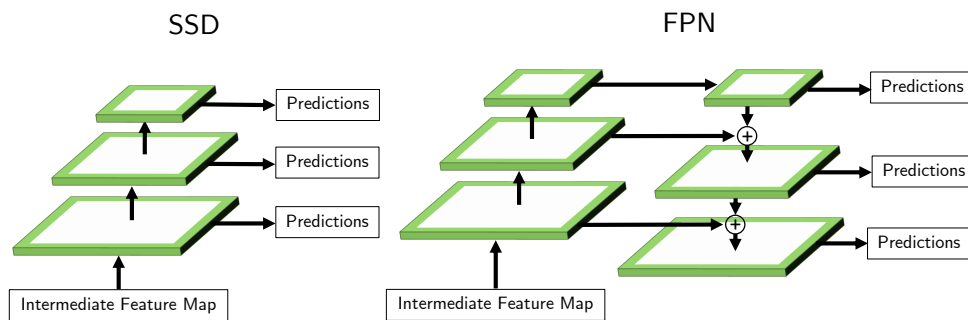 SSD
Predictions
Predictions
Predictions
Intermediate Feature Map
FPN
Predictions
+
Predictions
+
Predictions
Intermediate Feature Map